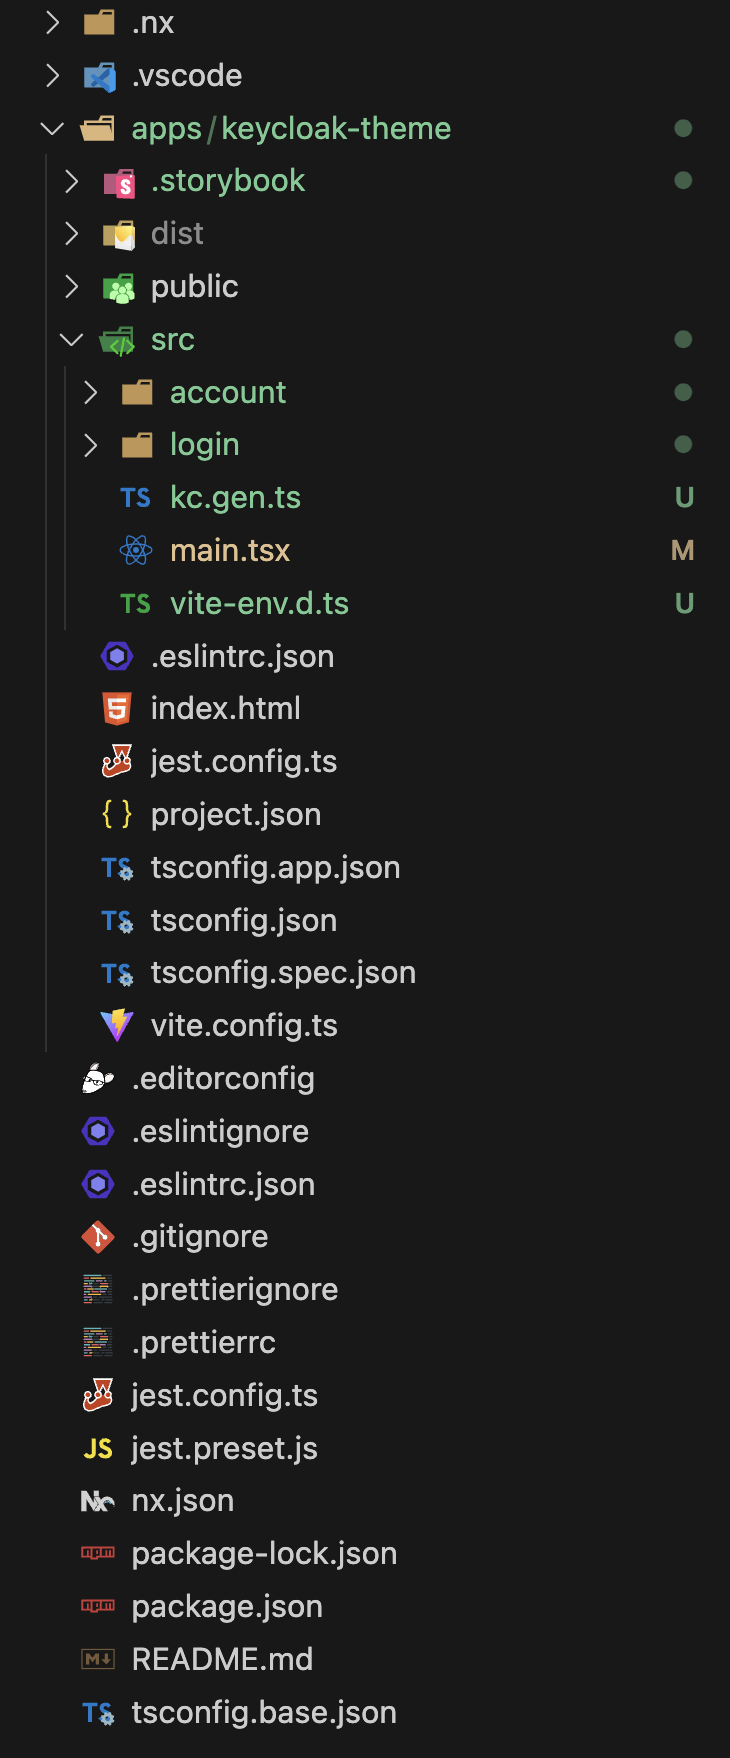 .nx
.vscode
apps/keycloak-theme
.storybook
dist
public
src
account
login
TS kc.gen.ts U
main.tsx M
TS vite-env.d.ts U
.eslintrc.json
index.html
jest.config.ts
{ } project.json
TS tsconfig.app.json
TS tsconfig.json
TS tsconfig.spec.json
vite.config.ts
.editorconfig
.eslintignore
.eslintrc.json
.gitignore
.prettierignore
.prettierrc
jest.config.ts
JS jest.preset.js
Nx nx.json
npm package-lock.json
npm package.json
M README.md
TS tsconfig.base.json